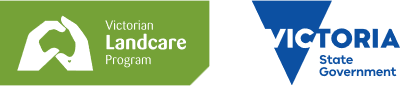 Victorian
Landcare
Program
VICTORIA
State
Government